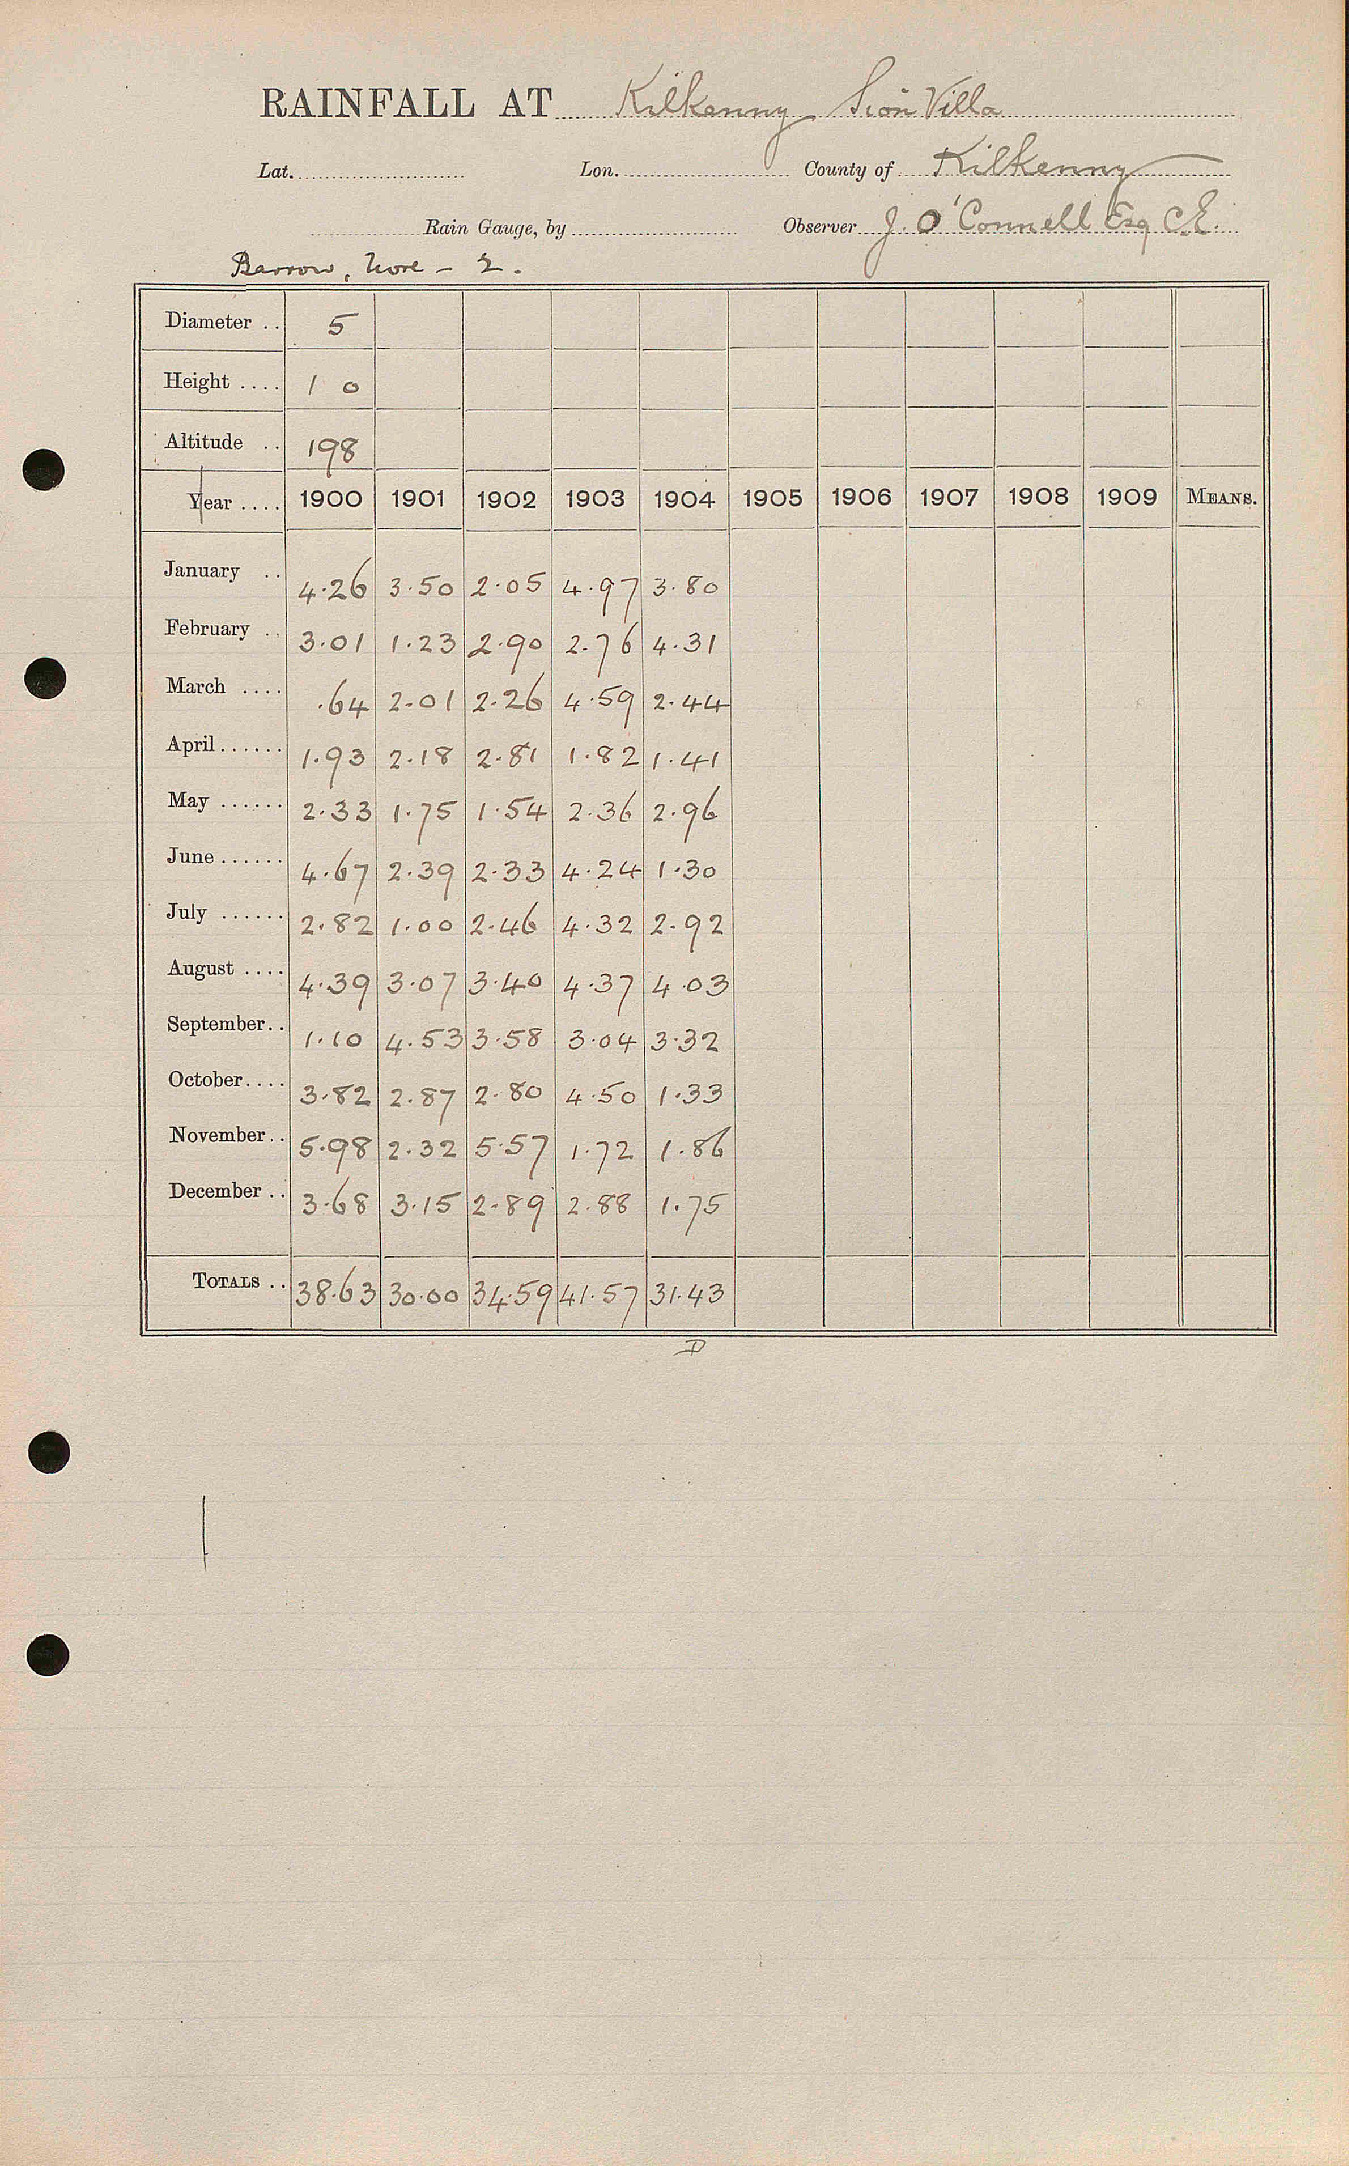 RAINFALL AT Kilkenny Sion Villa
Lat. Lon. County of Kilkenny
Rain Gauge, by Observer J. O'Connell Esq C.E.
Barrow, Nore - 2.
Diameter .. 5
Height .... 1 0
Altitude .. 198
Year .... 1900 1901 1902 1903 1904 1905 1906 1907 1908 1909 MEANS.
January .. 4.26 3.50 2.05 4.97 3.80
February .. 3.01 1.23 2.90 2.76 4.31
March .... .64 2.01 2.26 4.59 2.44
April...... 1.93 2.18 2.81 1.82 1.41
May ...... 2.33 1.75 1.54 2.36 2.96
June...... 4.67 2.39 2.33 4.24 1.30
July ...... 2.82 1.00 2.46 4.32 2.92
August .... 4.39 3.07 3.40 4.37 4.03
September.. 1.10 4.53 3.58 3.04 3.32
October.... 3.82 2.87 2.80 4.50 1.33
November.. 5.98 2.32 5.57 1.72 1.86
December .. 3.68 3.15 2.89 2.88 1.75
TOTALS .. 38.63 30.00 34.59 41.57 31.43
D